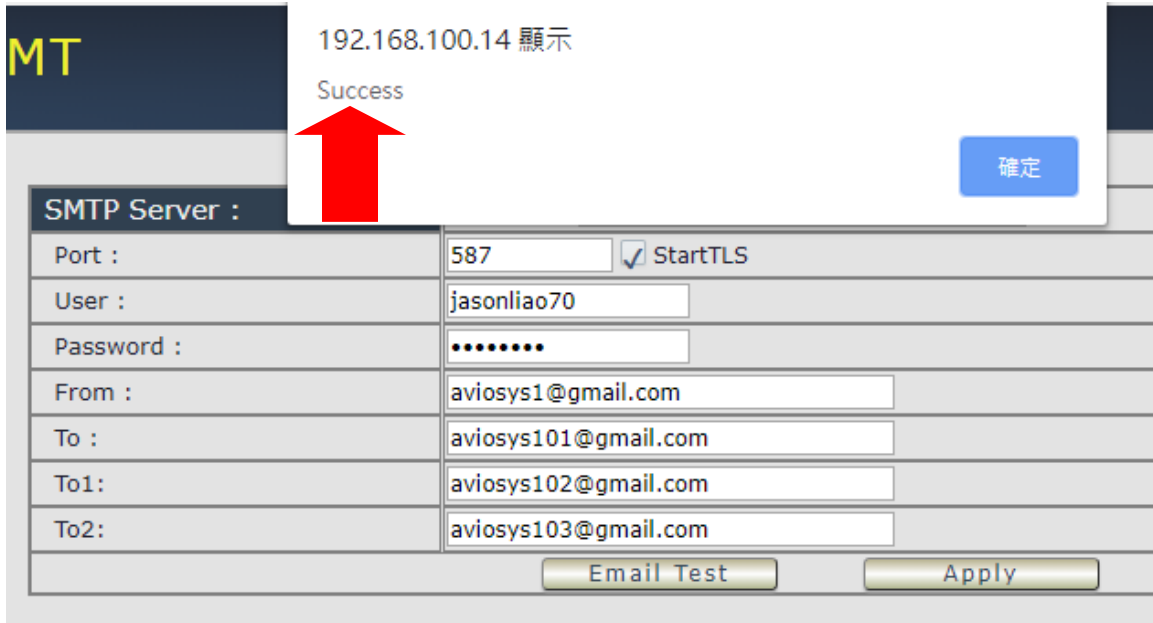 MT
192.168.100.14 顯示
Success
確定
SMTP Server :
Port : 587 StartTLS
User : jasonliao70
Password : ••••••••
From : aviosys1@gmail.com
To : aviosys101@gmail.com
To1: aviosys102@gmail.com
To2: aviosys103@gmail.com
Email Test Apply